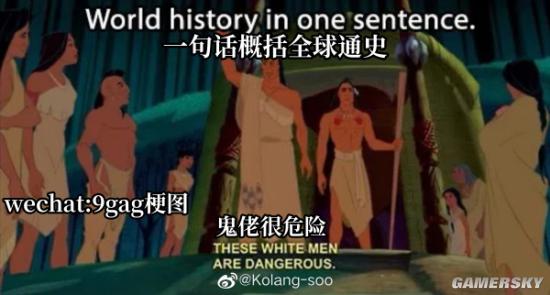 World history in one sentence.
一句话概括全球通史
wechat:9gag梗图
鬼佬很危险
THESE WHITE MEN
ARE DANGEROUS.
@Kolang-soo
GAMERSKY